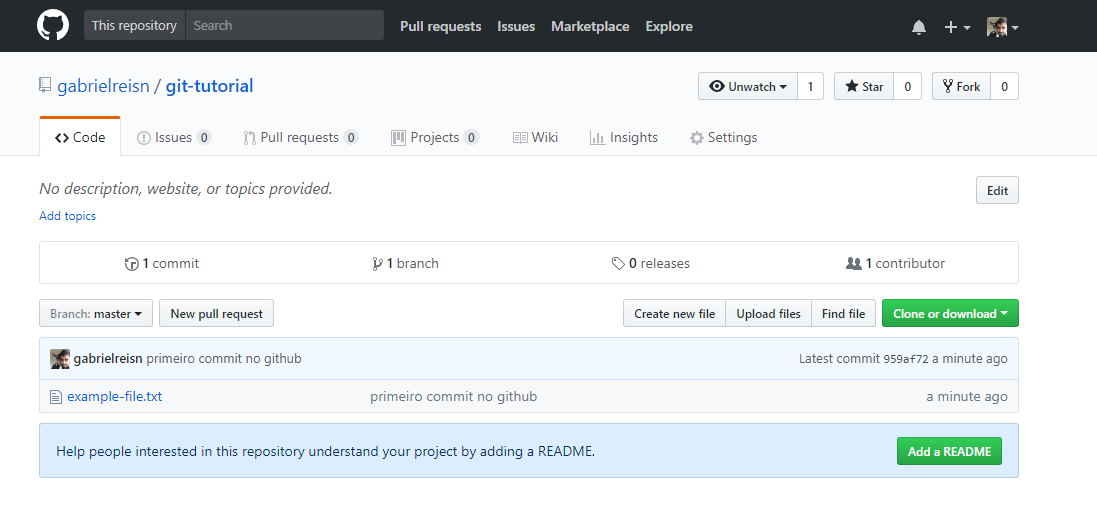 This repository Search Pull requests Issues Marketplace Explore
gabrielreisn / git-tutorial Unwatch 1 Star 0 Fork 0
Code Issues 0 Pull requests 0 Projects 0 Wiki Insights Settings
No description, website, or topics provided. Edit
Add topics
1 commit 1 branch 0 releases 1 contributor
Branch: master New pull request Create new file Upload files Find file Clone or download
gabrielreisn primeiro commit no github Latest commit 959af72 a minute ago
example-file.txt primeiro commit no github a minute ago
Help people interested in this repository understand your project by adding a README. Add a README